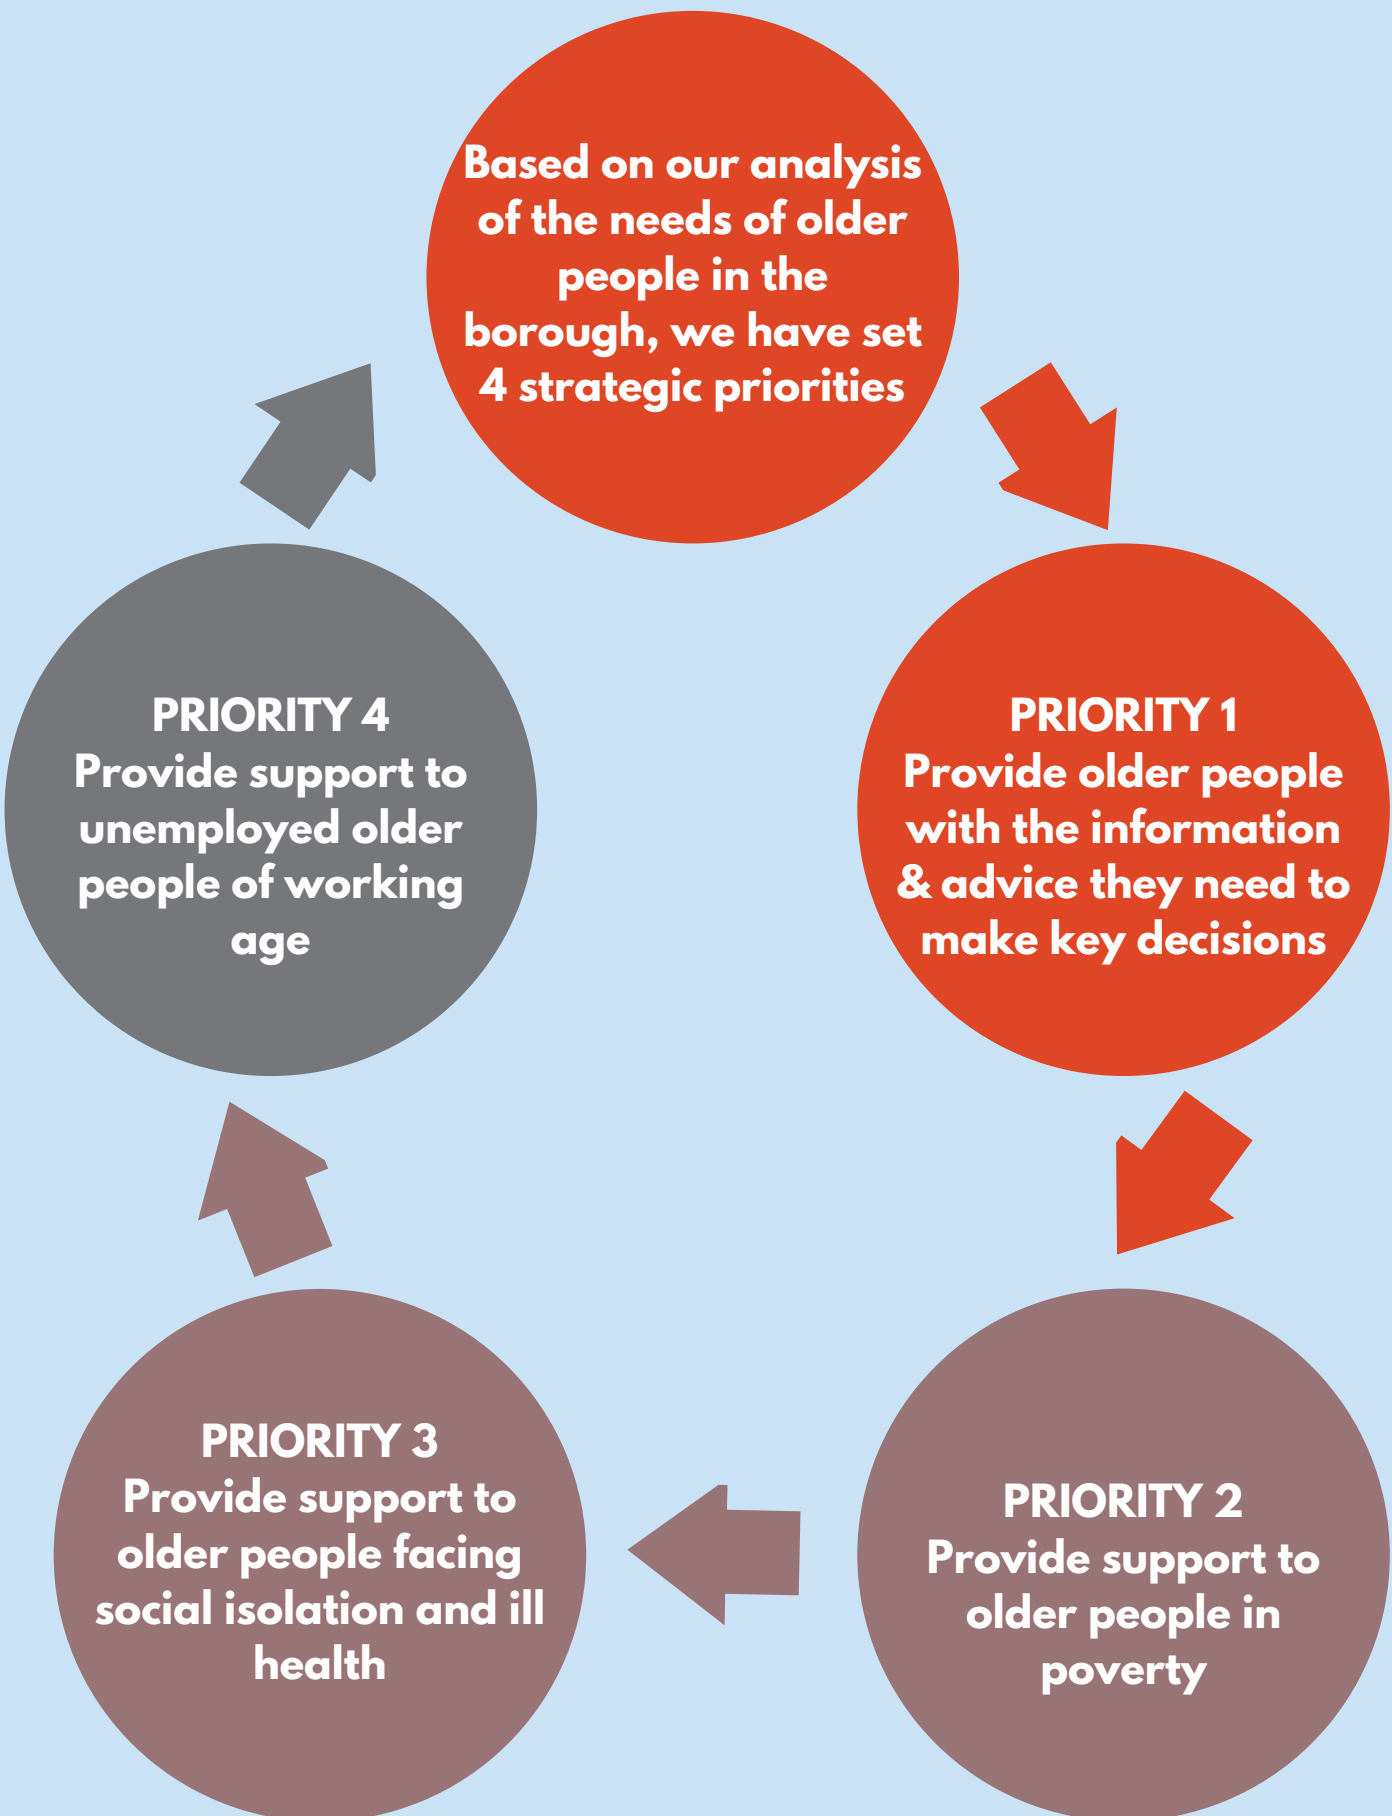 Based on our analysis
of the needs of older
people in the
borough, we have set
4 strategic priorities
PRIORITY 1
Provide older people
with the information
& advice they need to
make key decisions
PRIORITY 2
Provide support to
older people in
poverty
PRIORITY 3
Provide support to
older people facing
social isolation and ill
health
PRIORITY 4
Provide support to
unemployed older
people of working
age